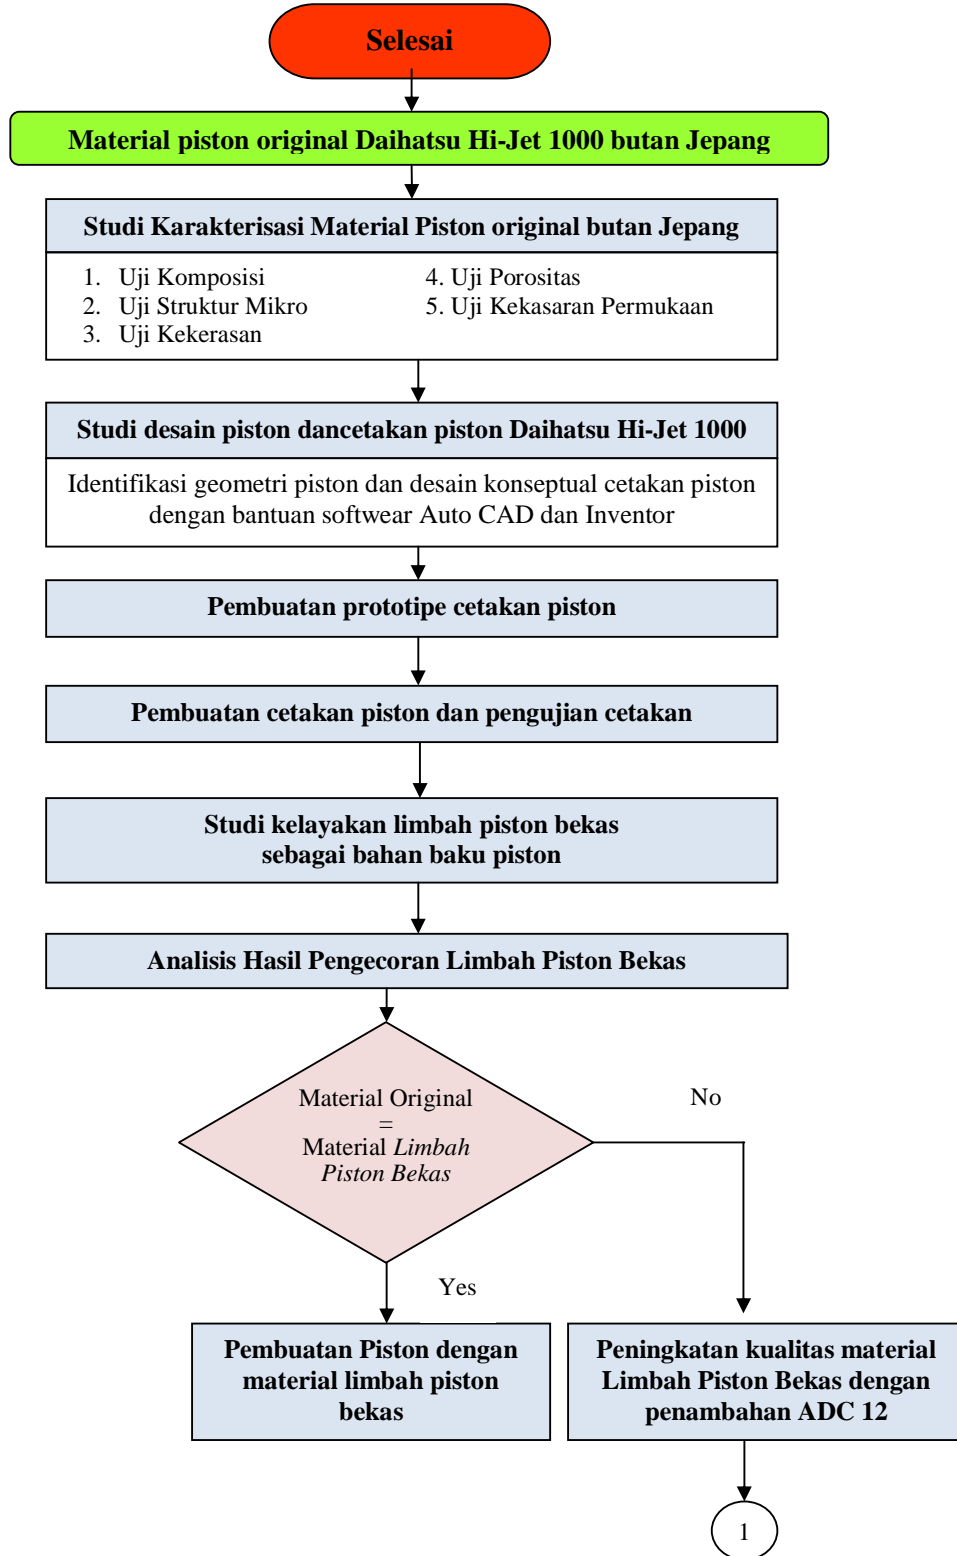 Selesai
Material piston original Daihatsu Hi-Jet 1000 butan Jepang
Studi Karakterisasi Material Piston original butan Jepang
1. Uji Komposisi
2. Uji Struktur Mikro
3. Uji Kekerasan
4. Uji Porositas
5. Uji Kekasaran Permukaan
Studi desain piston dancetakan piston Daihatsu Hi-Jet 1000
Identifikasi geometri piston dan desain konseptual cetakan piston
dengan bantuan softwear Auto CAD dan Inventor
Pembuatan prototipe cetakan piston
Pembuatan cetakan piston dan pengujian cetakan
Studi kelayakan limbah piston bekas
sebagai bahan baku piston
Analisis Hasil Pengecoran Limbah Piston Bekas
Material Original
=
Material Limbah
Piston Bekas
No
Yes
Pembuatan Piston dengan
material limbah piston
bekas
Peningkatan kualitas material
Limbah Piston Bekas dengan
penambahan ADC 12
1